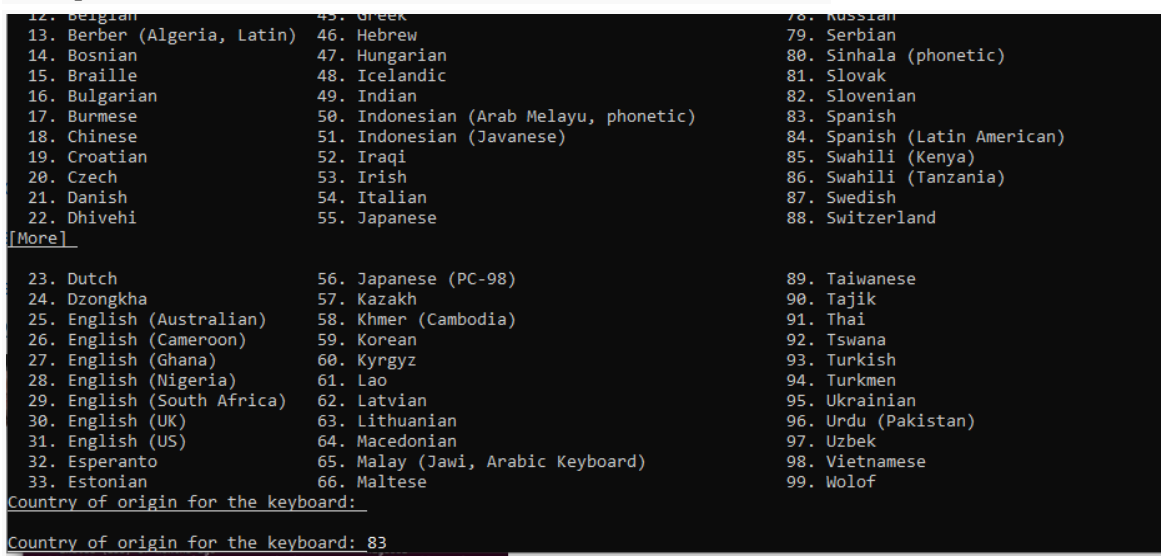 12. Belgian 45. Greek 78. Russian
13. Berber (Algeria, Latin) 46. Hebrew 79. Serbian
14. Bosnian 47. Hungarian 80. Sinhala (phonetic)
15. Braille 48. Icelandic 81. Slovak
16. Bulgarian 49. Indian 82. Slovenian
17. Burmese 50. Indonesian (Arab Melayu, phonetic) 83. Spanish
18. Chinese 51. Indonesian (Javanese) 84. Spanish (Latin American)
19. Croatian 52. Iraqi 85. Swahili (Kenya)
20. Czech 53. Irish 86. Swahili (Tanzania)
21. Danish 54. Italian 87. Swedish
22. Dhivehi 55. Japanese 88. Switzerland
[More]
23. Dutch 56. Japanese (PC-98) 89. Taiwanese
24. Dzongkha 57. Kazakh 90. Tajik
25. English (Australian) 58. Khmer (Cambodia) 91. Thai
26. English (Cameroon) 59. Korean 92. Tswana
27. English (Ghana) 60. Kyrgyz 93. Turkish
28. English (Nigeria) 61. Lao 94. Turkmen
29. English (South Africa) 62. Latvian 95. Ukrainian
30. English (UK) 63. Lithuanian 96. Urdu (Pakistan)
31. English (US) 64. Macedonian 97. Uzbek
32. Esperanto 65. Malay (Jawi, Arabic Keyboard) 98. Vietnamese
33. Estonian 66. Maltese 99. Wolof
Country of origin for the keyboard:
Country of origin for the keyboard: 83